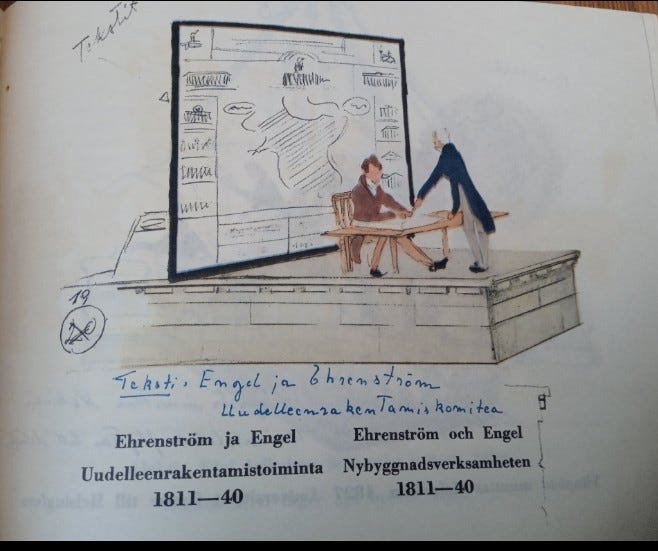 Tekstit
19
20
Teksti. Engel ja Ehrenström
Uudelleenrakentamiskomitea
Ehrenström ja Engel
Uudelleenrakentamistoiminta
1811—40
Ehrenström och Engel
Nybyggnadsverksamheten
1811—40